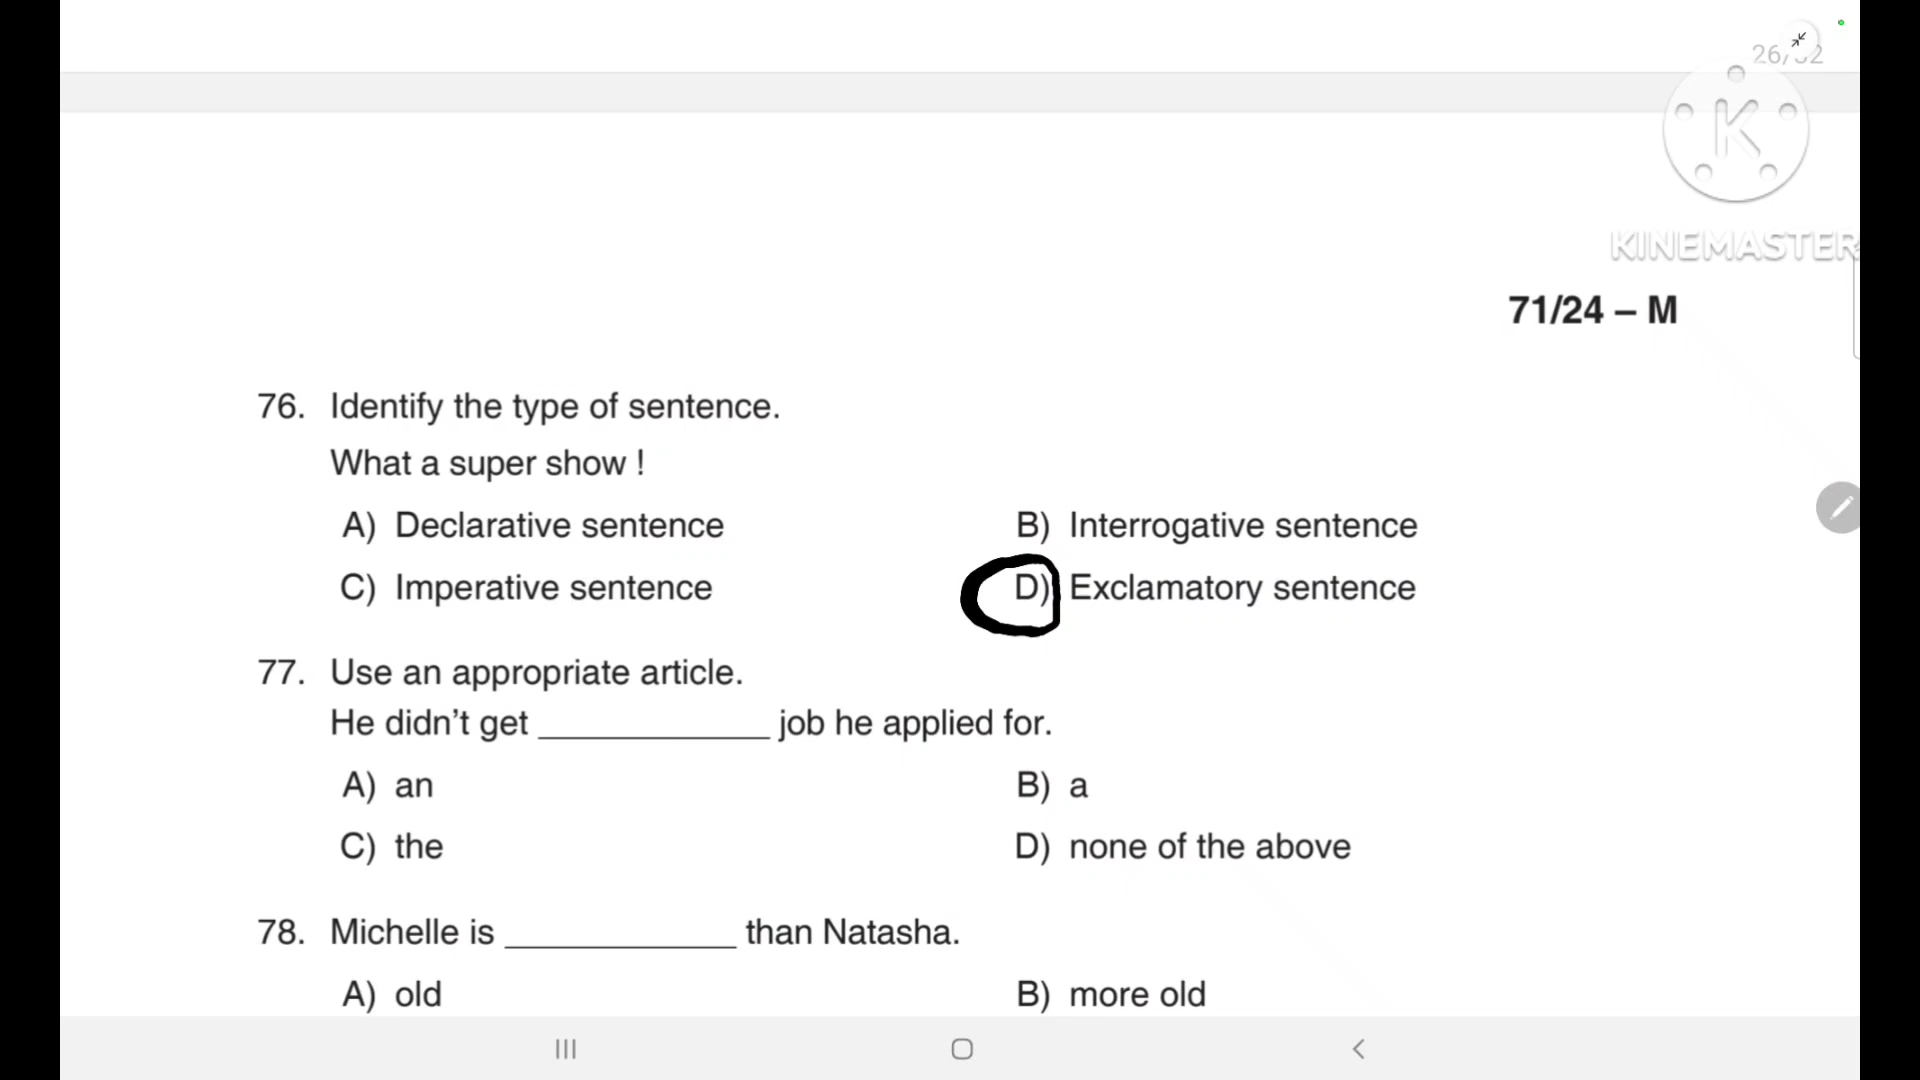 26/32
KINEMASTER
71/24 – M
76. Identify the type of sentence.
What a super show !
A) Declarative sentence B) Interrogative sentence
C) Imperative sentence D) Exclamatory sentence
77. Use an appropriate article.
He didn’t get ____________ job he applied for.
A) an B) a
C) the D) none of the above
78. Michelle is ____________ than Natasha.
A) old B) more old